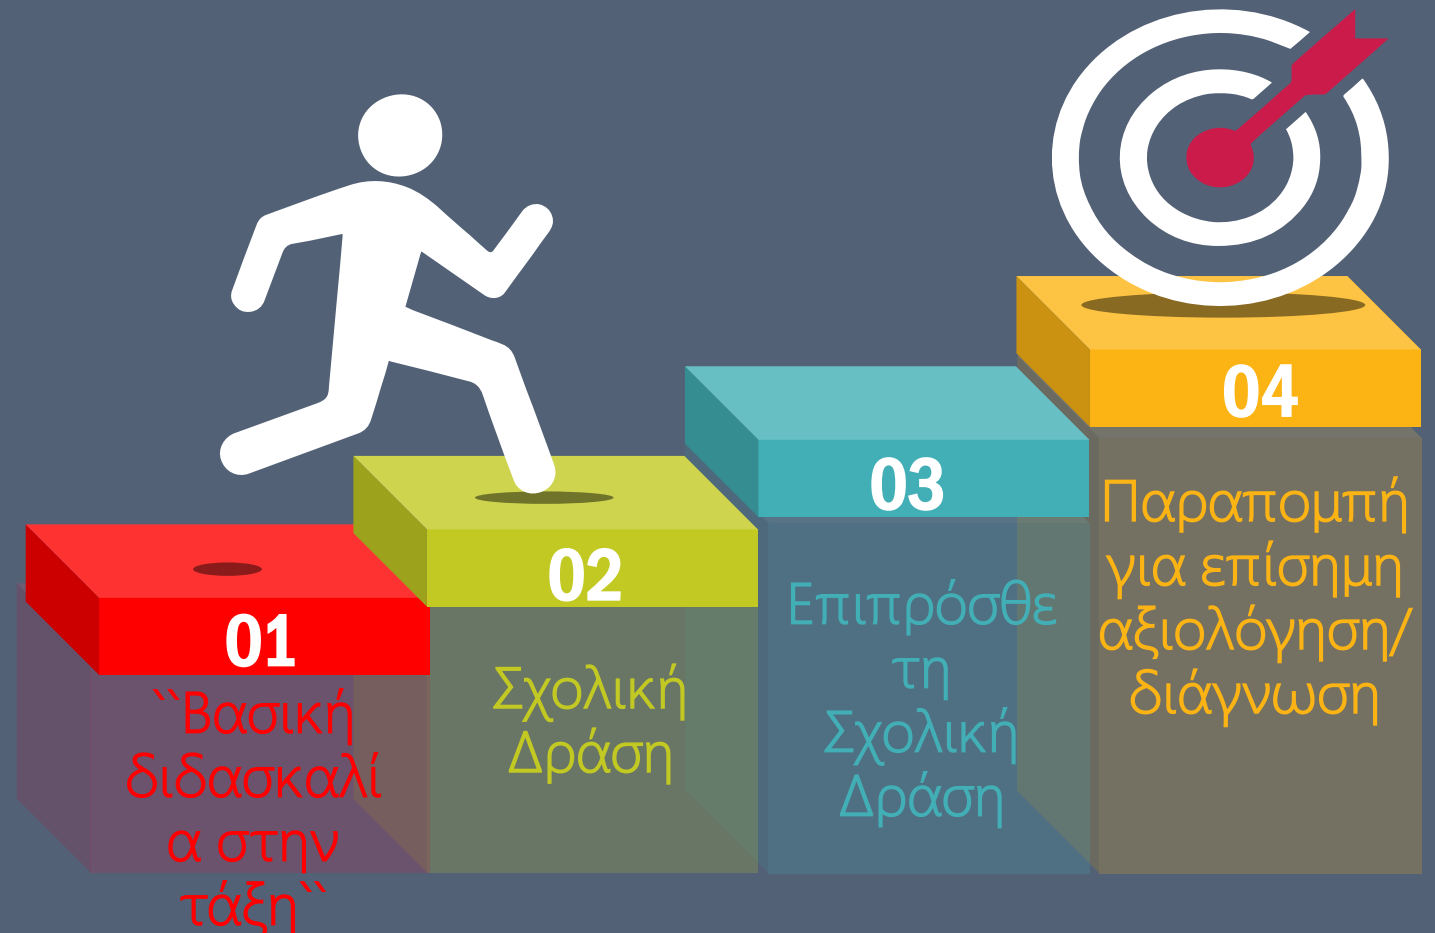 01
``Βασική
διδασκαλί
α στην
τάξη``
02
Σχολική
Δράση
03
Επιπρόσθε
τη
Σχολική
Δράση
04
Παραπομπή
για επίσημη
αξιολόγηση/
διάγνωση